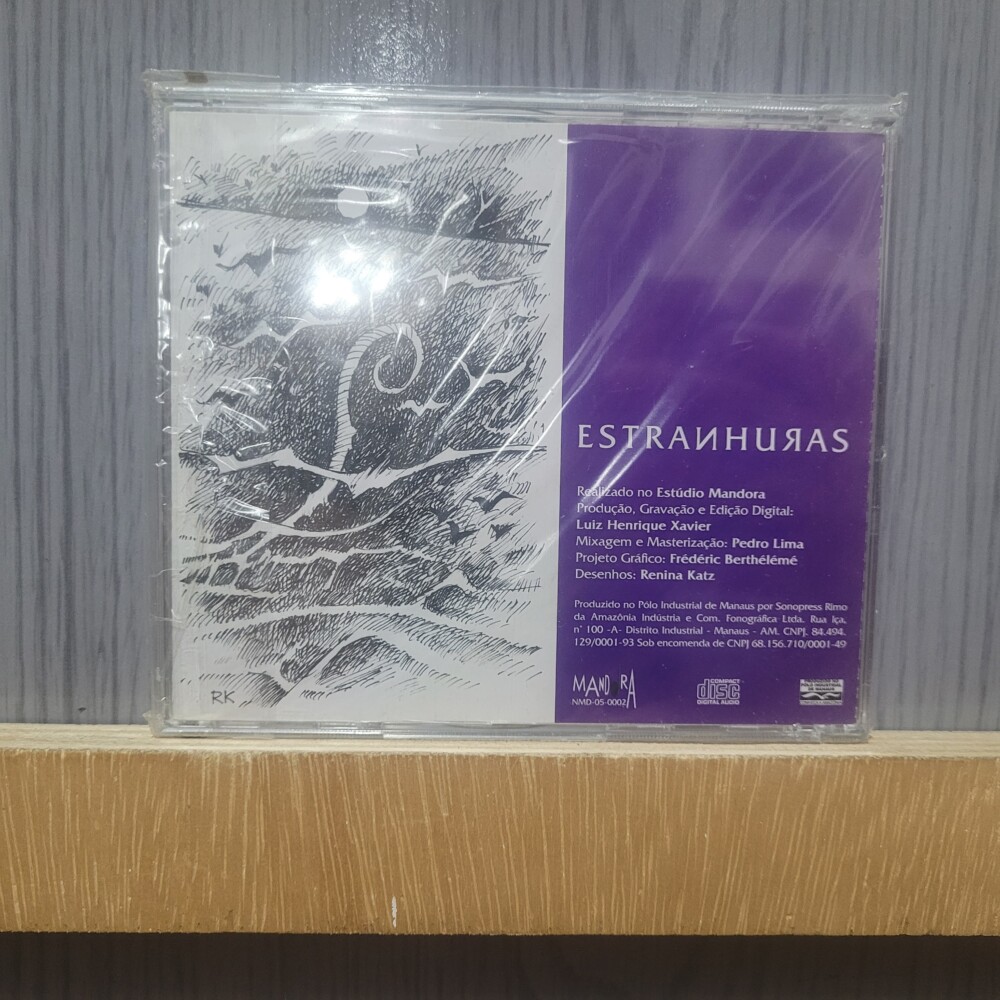 ESTRAИHUЯAS
Realizado no Estúdio Mandora
Produção, Gravação e Edição Digital:
Luiz Henrique Xavier
Mixagem e Masterização: Pedro Lima
Projeto Gráfico: Frédéric Berthélémé
Desenhos: Renina Katz
Produzido no Pólo Industrial de Manaus por Sonopress Rimo
da Amazônia Indústria e Com. Fonográfica Ltda. Rua Iça,
n° 100 -A- Distrito Industrial - Manaus - AM. CNPJ. 84.494.
129/0001-93 Sob encomenda de CNPJ 68.156.710/0001-49
MANDORA
NMD-05-0002
COMPACT
disc
DIGITAL AUDIO
RK